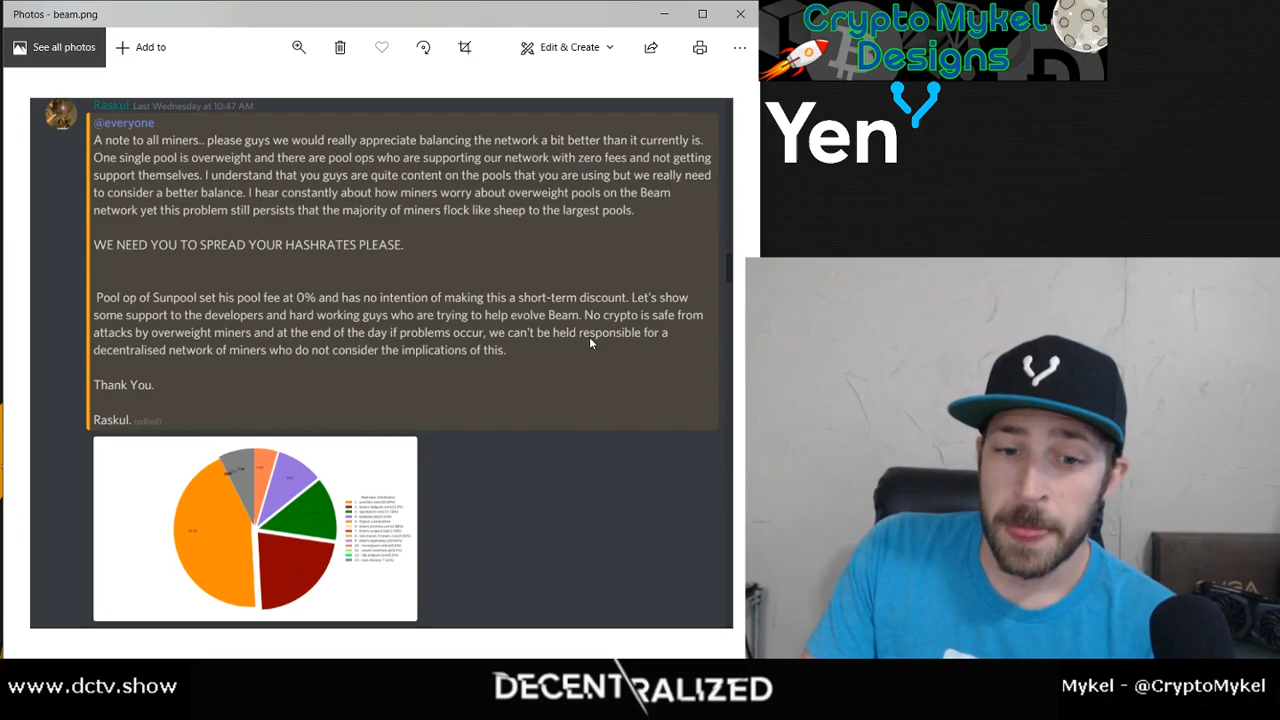 Photos - beam.png
See all photos
Add to
Edit & Create
Crypto Mykel
Designs
Yen
Raskul Last Wednesday at 10:47 AM
@everyone
A note to all miners.. please guys we would really appreciate balancing the network a bit better than it currently is.
One single pool is overweight and there are pool ops who are supporting our network with zero fees and not getting
support themselves. I understand that you guys are quite content on the pools that you are using but we really need
to consider a better balance. I hear constantly about how miners worry about overweight pools on the Beam
network yet this problem still persists that the majority of miners flock like sheep to the largest pools.
WE NEED YOU TO SPREAD YOUR HASHRATES PLEASE.
Pool op of Sunpool set his pool fee at 0% and has no intention of making this a short-term discount. Let's show
some support to the developers and hard working guys who are trying to help evolve Beam. No crypto is safe from
attacks by overweight miners and at the end of the day if problems occur, we can't be held responsible for a
decentralised network of miners who do not consider the implications of this.
Thank You.
Raskul. (edited)
www.dctv.show
DECENTRALIZED
Mykel - @CryptoMykel